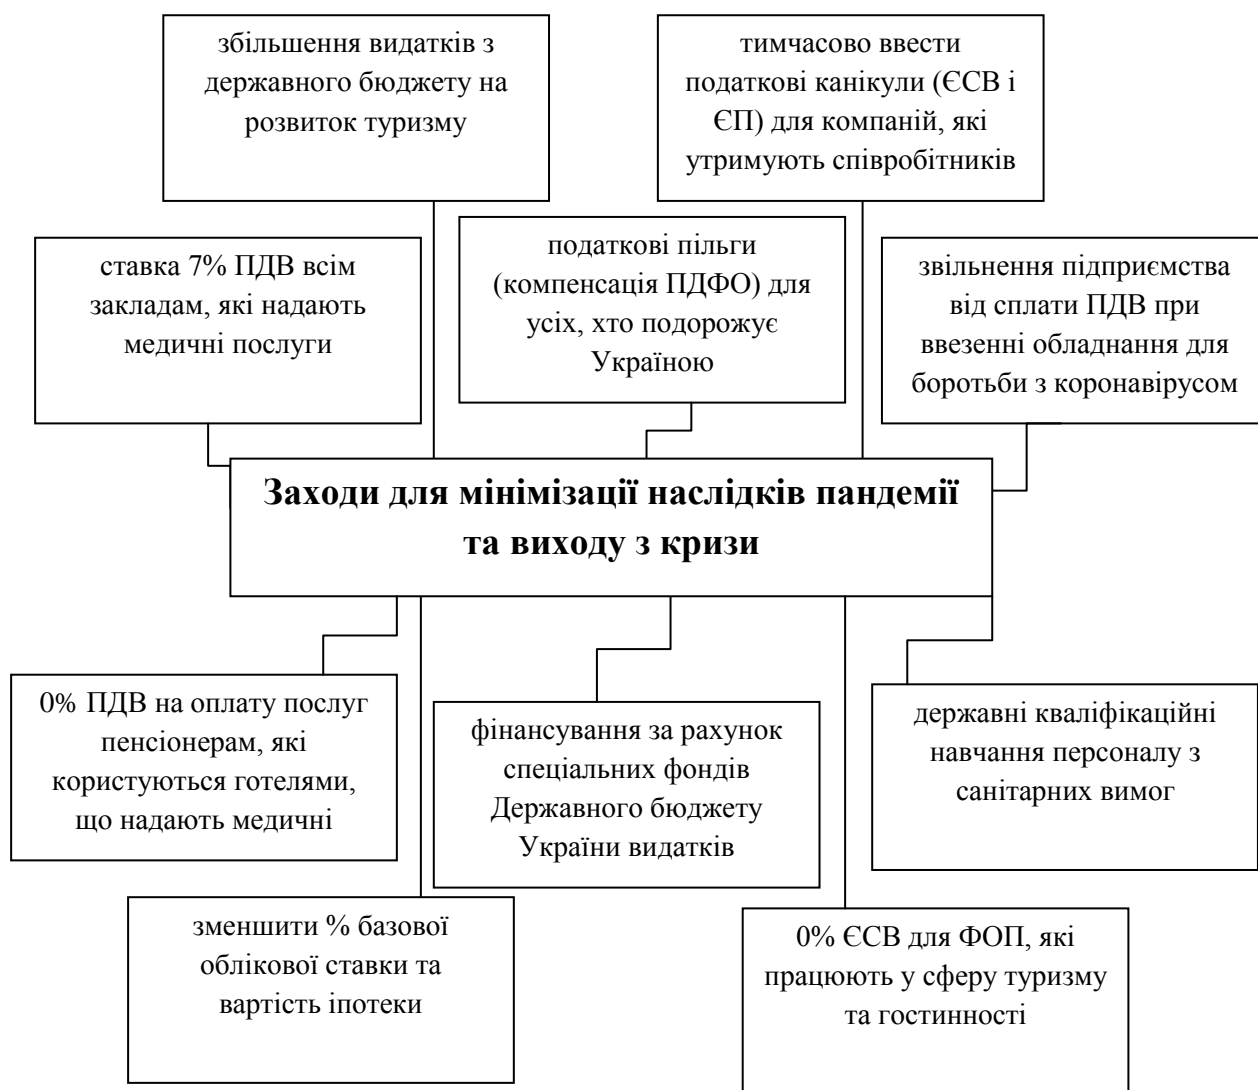 збільшення видатків з
державного бюджету на
розвиток туризму
тимчасово ввести
податкові канікули (ЄСВ і
ЄП) для компаній, які
утримують співробітників
ставка 7% ПДВ всім
закладам, які надають
медичні послуги
податкові пільги
(компенсація ПДФО) для
усіх, хто подорожує
Україною
звільнення підприємства
від сплати ПДВ при
ввезенні обладнання для
боротьби з коронавірусом
Заходи для мінімізації наслідків пандемії
та виходу з кризи
0% ПДВ на оплату послуг
пенсіонерам, які
користуються готелями,
що надають медичні
фінансування за рахунок
спеціальних фондів
Державного бюджету
України видатків
державні кваліфікаційні
навчання персоналу з
санітарних вимог
зменшити % базової
облікової ставки та
вартість іпотеки
0% ЄСВ для ФОП, які
працюють у сферу туризму
та гостинності